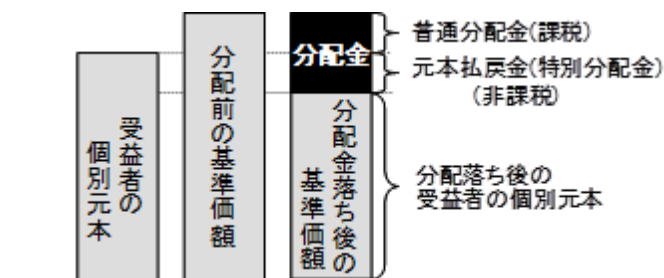 受益者の
個別元本
分配前の基準価額
分配金
分配金落ち後の
基準価額
普通分配金(課税)
元本払戻金(特別分配金)
(非課税)
分配落ち後の
受益者の個別元本